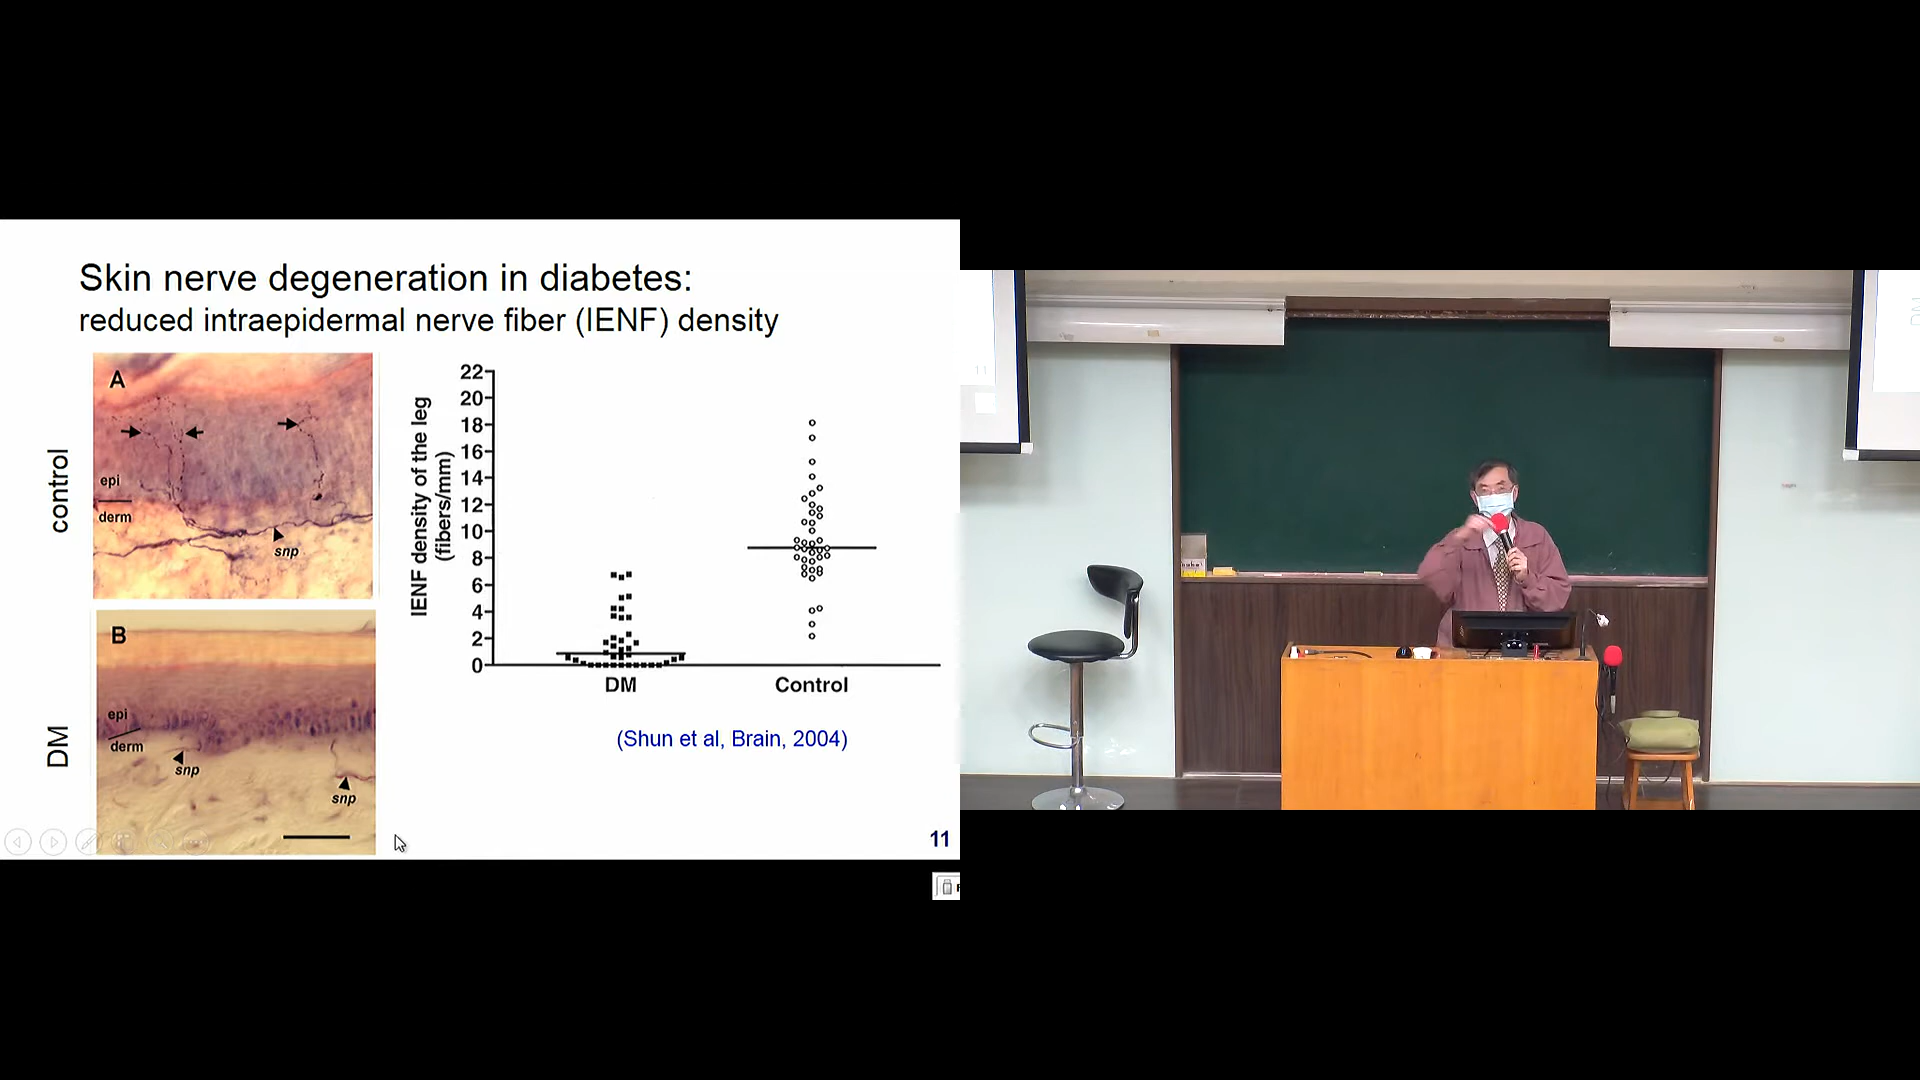 Skin nerve degeneration in diabetes:
reduced intraepidermal nerve fiber (IENF) density
control
A
epi
derm
snp
DM
B
epi
derm
snp
snp
IENF density of the leg
(fibers/mm)
22
20
18
16
14
12
10
8
6
4
2
0
DM
Control
(Shun et al, Brain, 2004)
11
11